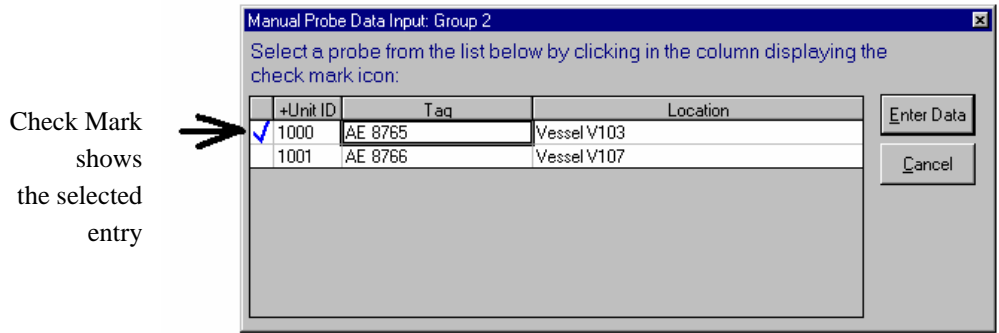 Manual Probe Data Input: Group 2
Select a probe from the list below by clicking in the column displaying the
check mark icon:
+Unit ID Tag Location
1000 AE 8765 Vessel V103
1001 AE 8766 Vessel V107
Enter Data
Cancel
Check Mark
shows
the selected
entry